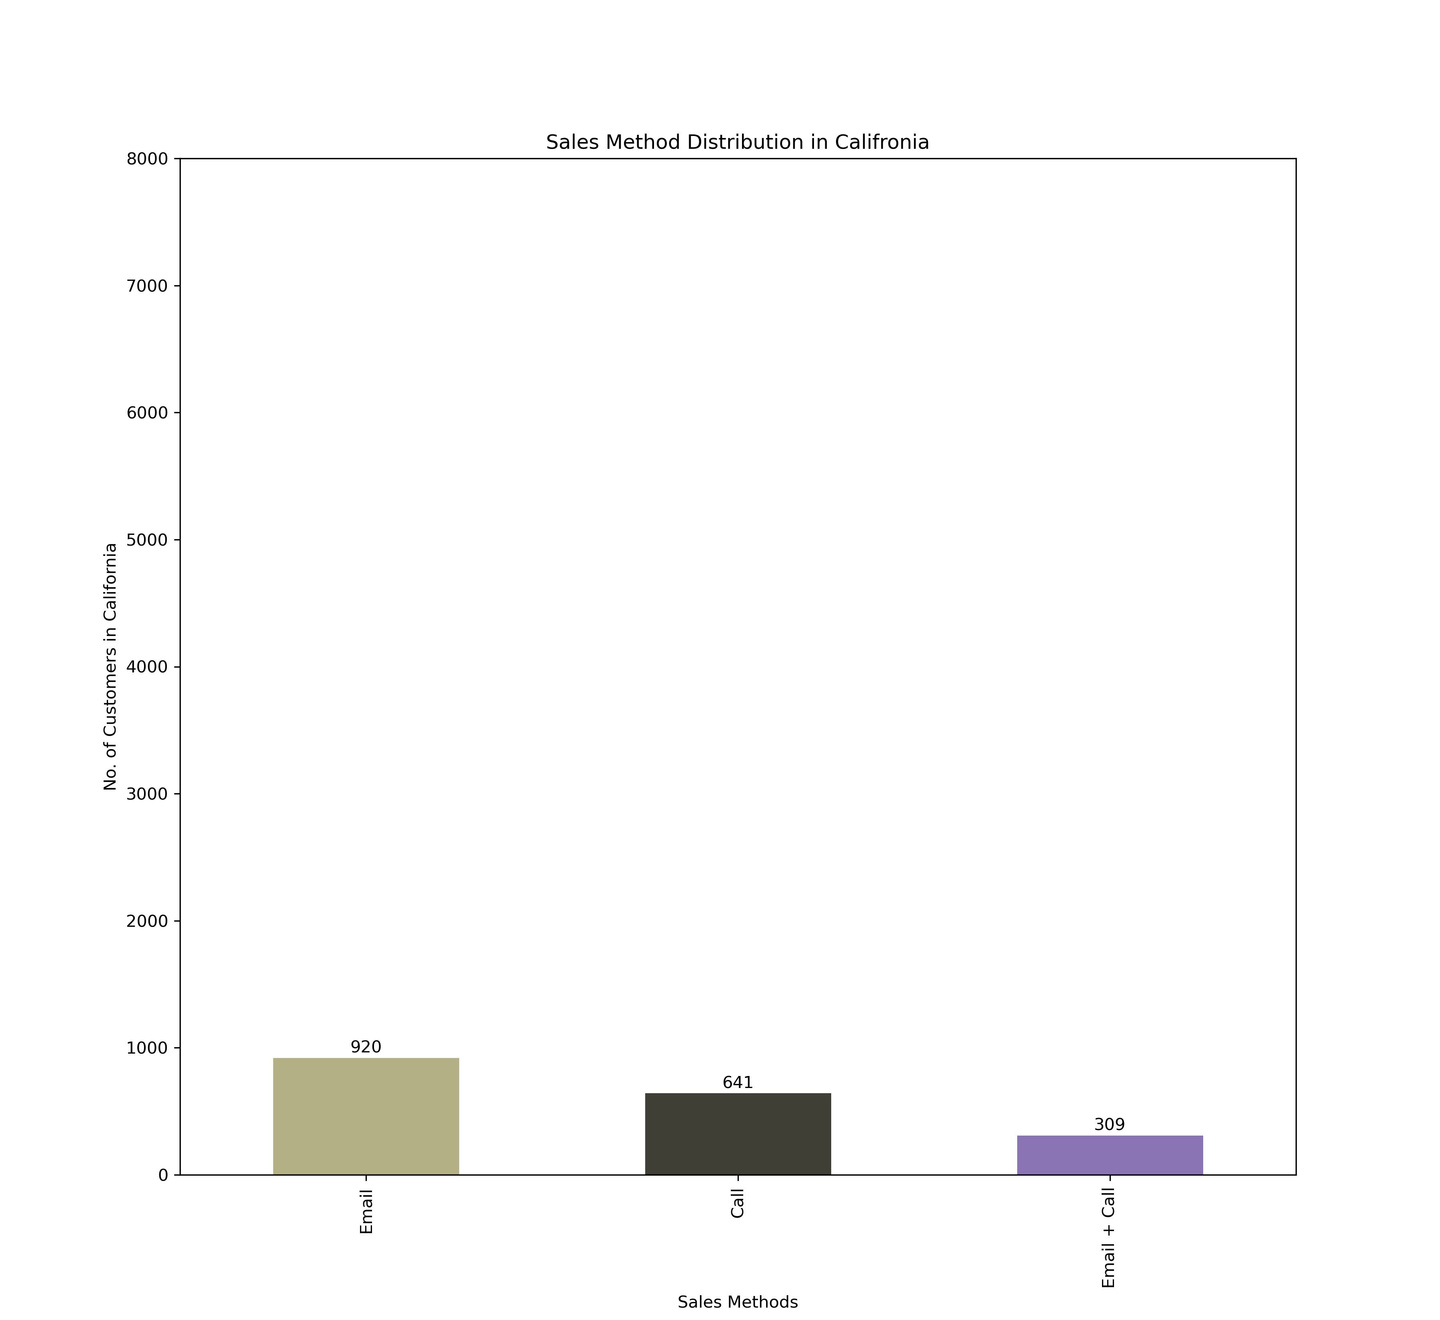 Sales Method Distribution in Califronia
8000
7000
6000
5000
4000
3000
2000
1000
0
No. of Customers in California
920
641
309
Email
Call
Email + Call
Sales Methods